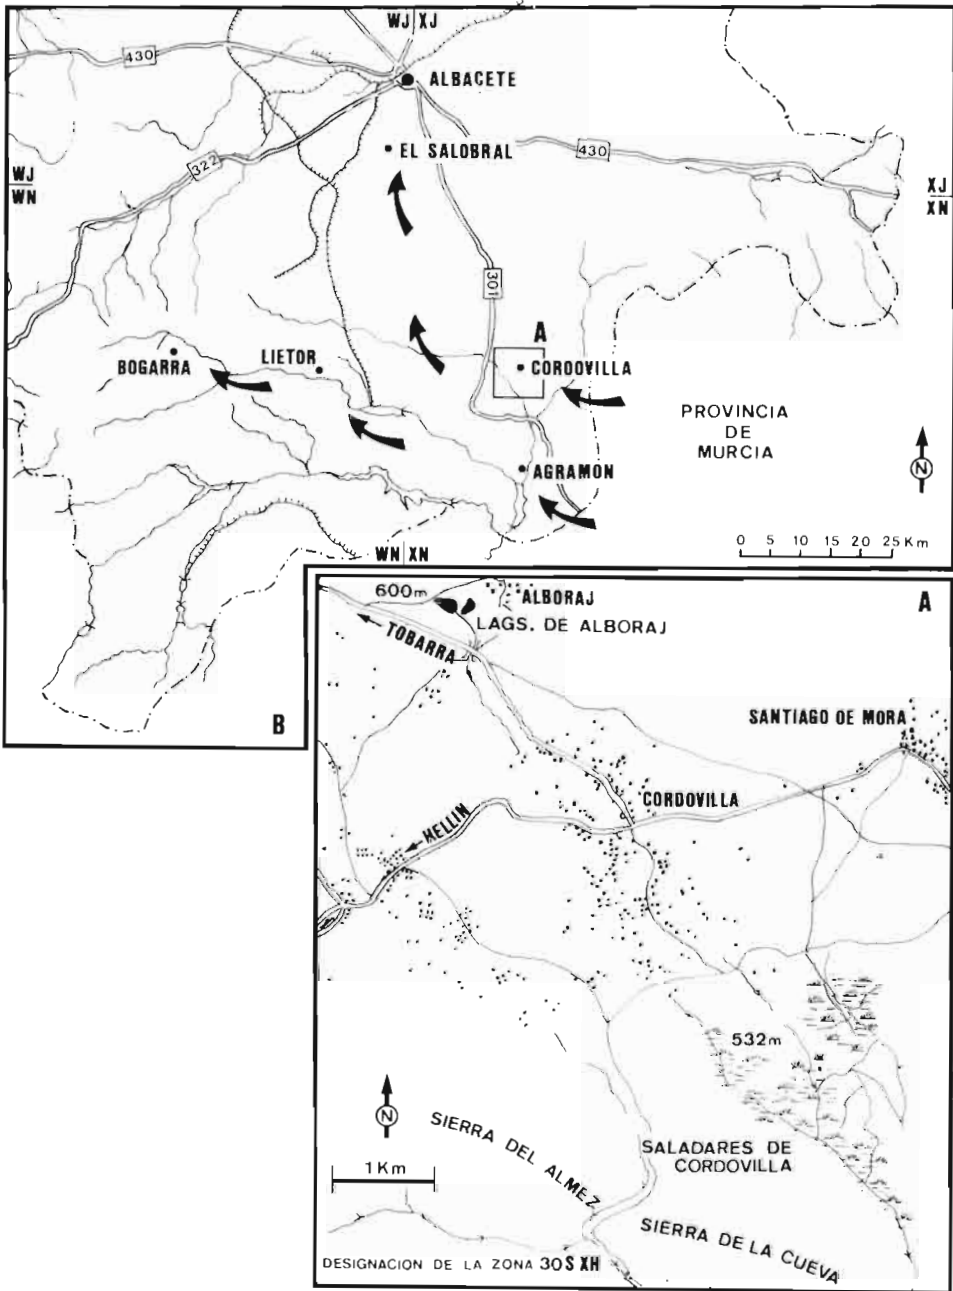 WJ XJ
430
ALBACETE
EL SALOBRAL
430
322
WJ
WN
XJ
XN
301
A
BOGARRA
LIETOR
CORDOVILLA
PROVINCIA
DE
MURCIA
N
AGRAMON
0 5 10 15 20 25 Km
WN XN
B
A
600m
ALBORAJ
LAGS. DE ALBORAJ
TOBARRA
SANTIAGO DE MORA
CORDOVILLA
HELLIN
532m
N
SIERRA DEL ALMEZ
SALADARES DE
CORDOVILLA
1 Km
SIERRA DE LA CUEVA
DESIGNACION DE LA ZONA 30S XH